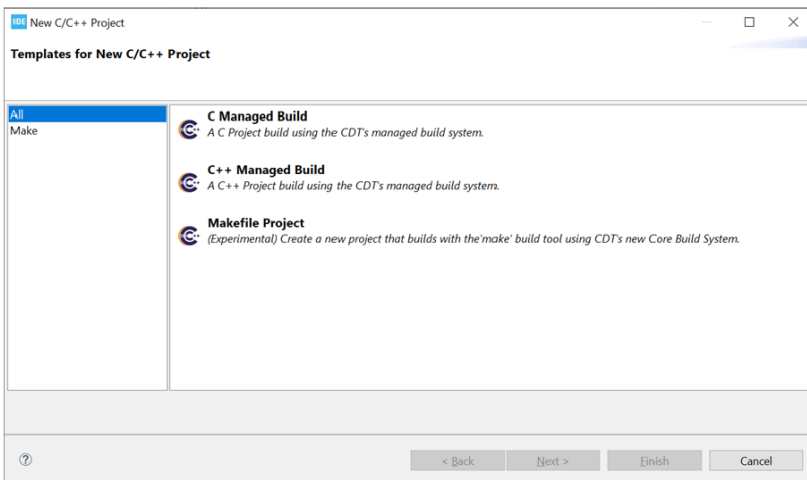 IDE New C/C++ Project
Templates for New C/C++ Project
All
Make
C Managed Build
A C Project build using the CDT's managed build system.
C++ Managed Build
A C++ Project build using the CDT's managed build system.
Makefile Project
(Experimental) Create a new project that builds with the'make' build tool using CDT's new Core Build System.
< Back
Next >
Finish
Cancel